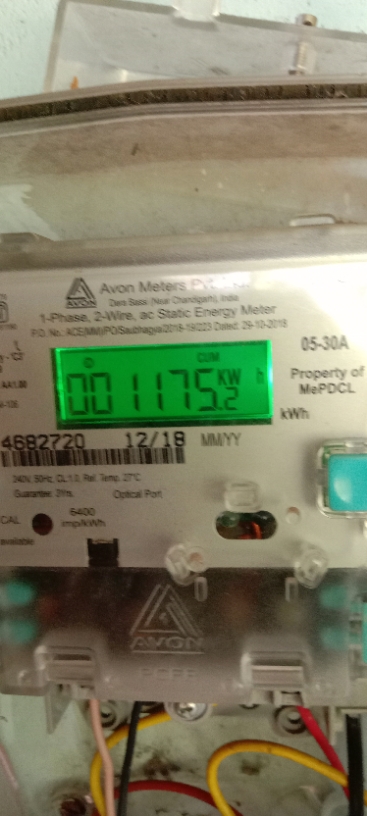 Avon Meters Pvt.
AVON
Dera Bassi (Near Chandigarh), India
1-Phase, 2-Wire, ac Static Energy Meter
P.O. No.: ACE(MM)/PO/Saubhagya/2018-19/223 Dated: 29-10-2018
05-30A
CUM
001175.2 KW h
Property of
MePDCL
kWh
4682720 12/18 MM/YY
240V, 50Hz, CL:1.0, Ref. Temp. 27°C
Optical Port
CAL
6400
imp/kWh
available
AVON